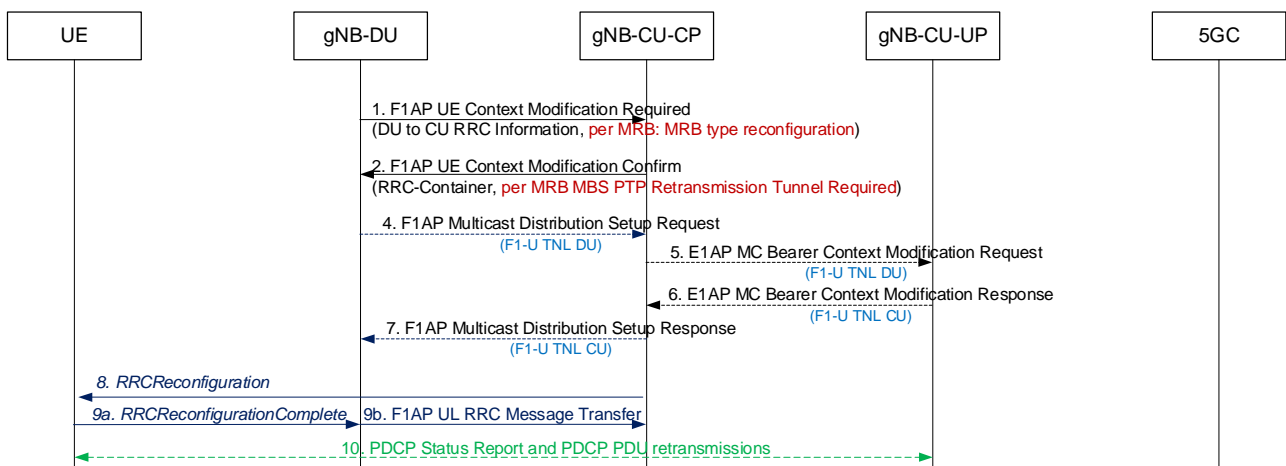 UE
gNB-DU
gNB-CU-CP
gNB-CU-UP
5GC
1. F1AP UE Context Modification Required
(DU to CU RRC Information, per MRB: MRB type reconfiguration)
2. F1AP UE Context Modification Confirm
(RRC-Container, per MRB MBS PTP Retransmission Tunnel Required)
4. F1AP Multicast Distribution Setup Request
(F1-U TNL DU)
5. E1AP MC Bearer Context Modification Request
(F1-U TNL DU)
6. E1AP MC Bearer Context Modification Response
(F1-U TNL CU)
7. F1AP Multicast Distribution Setup Response
(F1-U TNL CU)
8. RRCReconfiguration
9a. RRCReconfigurationComplete
9b. F1AP UL RRC Message Transfer
10. PDCP Status Report and PDCP PDU retransmissions